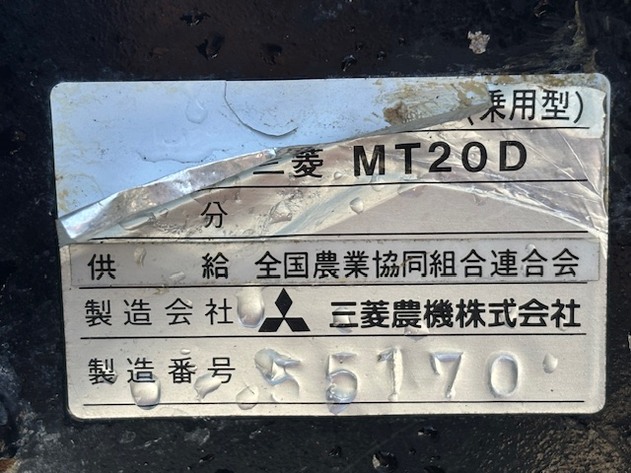 (乗用型)
三菱 MT20D
分
供給 全国農業協同組合連合会
製造会社 三菱農機株式会社
製造番号 55170